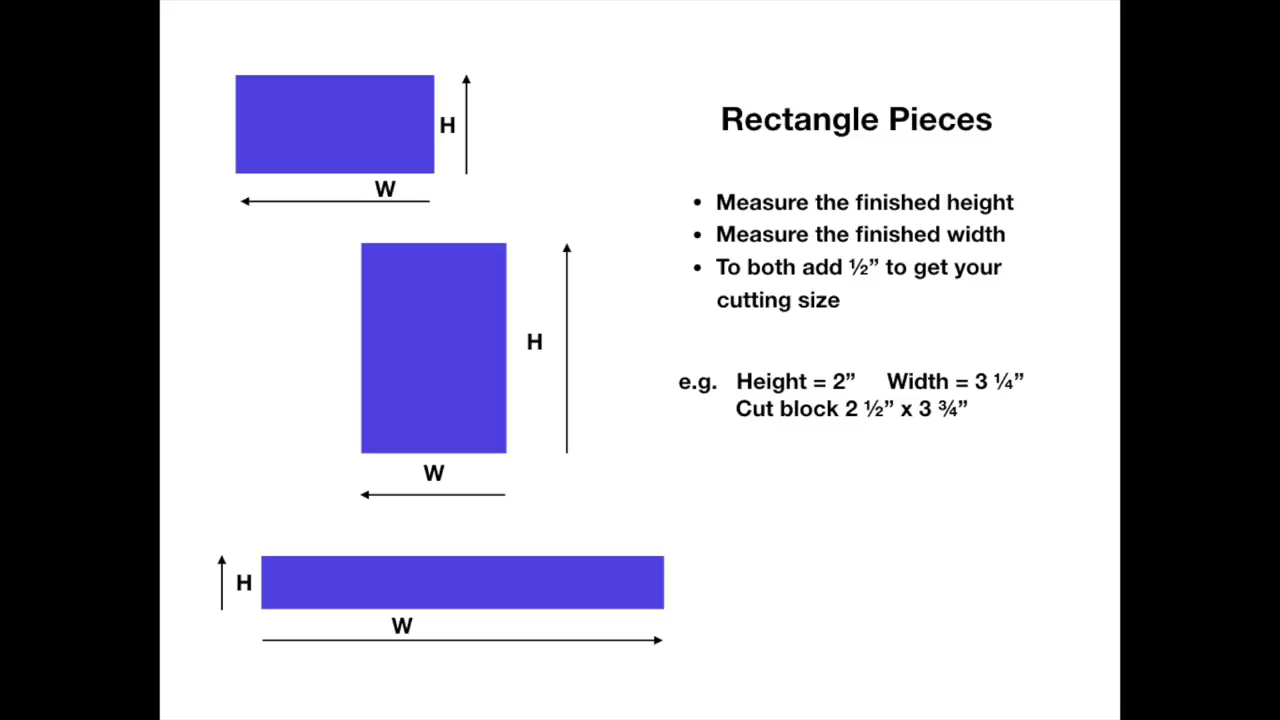 H
W
H
W
H
W
Rectangle Pieces
• Measure the finished height
• Measure the finished width
• To both add ½” to get your
cutting size
e.g. Height = 2” Width = 3 ¼”
Cut block 2 ½” x 3 ¾”